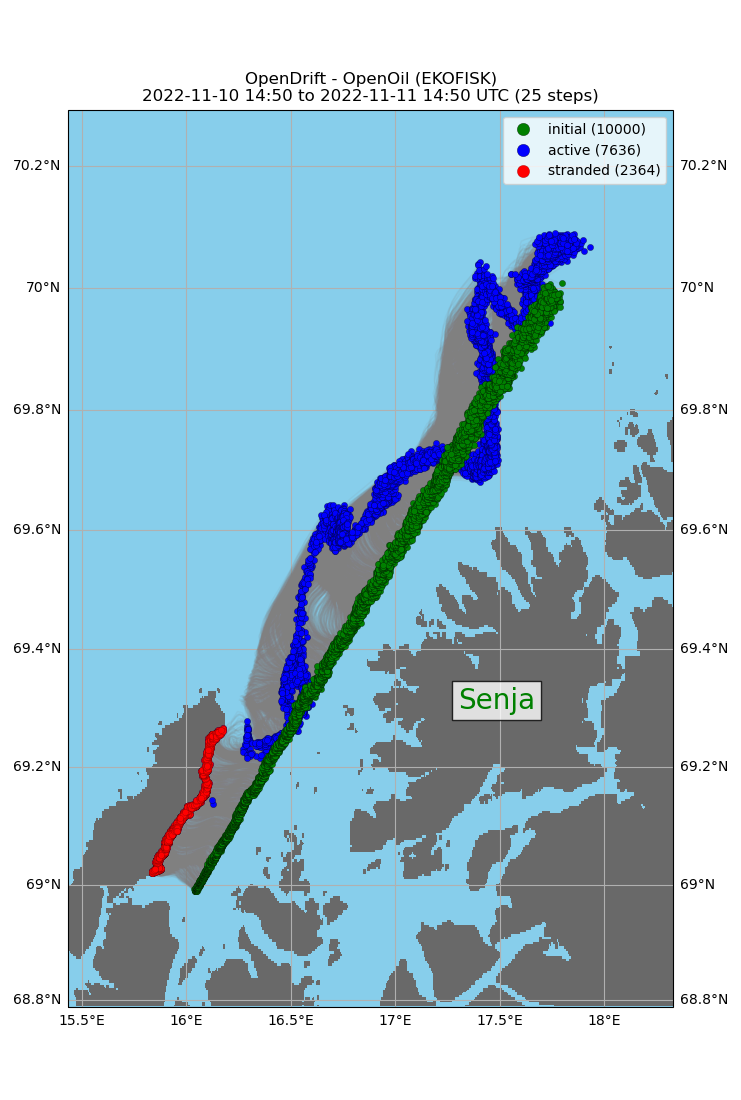 OpenDrift - OpenOil (EKOFISK)
2022-11-10 14:50 to 2022-11-11 14:50 UTC (25 steps)
initial (10000)
active (7636)
stranded (2364)
70.2°N 70.2°N
70°N 70°N
69.8°N 69.8°N
69.6°N 69.6°N
69.4°N 69.4°N
Senja
69.2°N 69.2°N
69°N 69°N
68.8°N 68.8°N
15.5°E 16°E 16.5°E 17°E 17.5°E 18°E